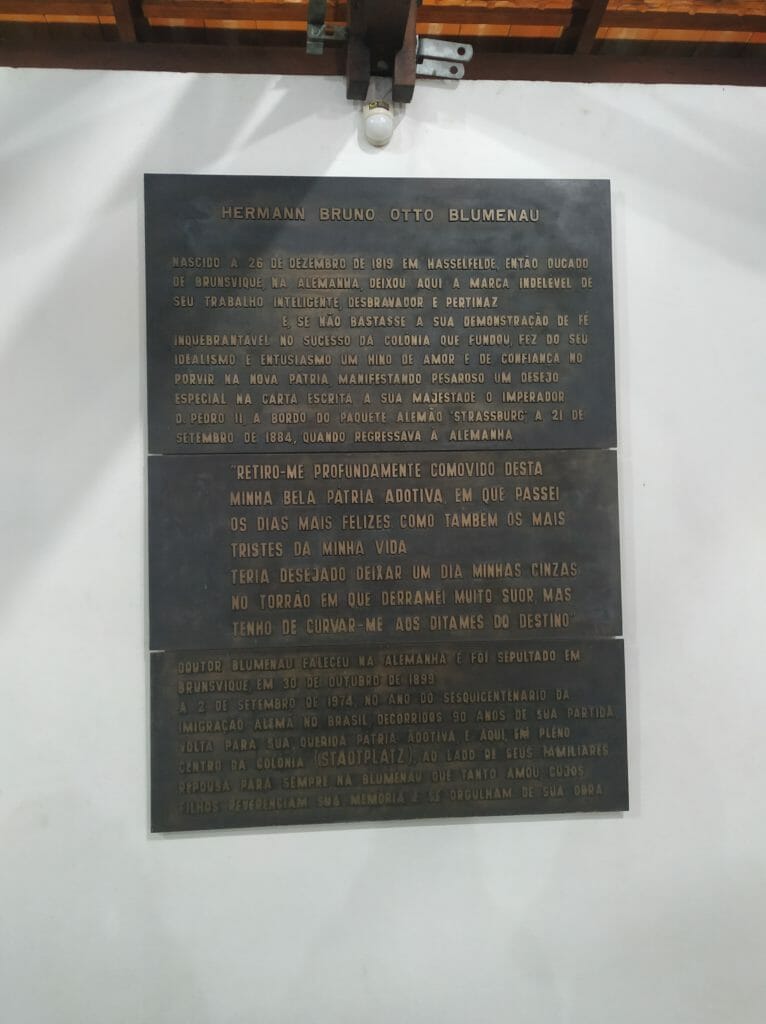 HERMANN BRUNO OTTO BLUMENAU
NASCIDO A 26 DE DEZEMBRO DE 1819 EM HASSELFELDE, ENTÃO DUCADO
DE BRUNSVIQUE, NA ALEMANHA, DEIXOU AQUI A MARCA INDELEVEL DE
SEU TRABALHO INTELIGENTE, DESBRAVADOR E PERTINAZ
E, SE NÃO BASTASSE A SUA DEMONSTRAÇÃO DE FÉ
INQUEBRANTAVEL NO SUCESSO DA COLONIA QUE FUNDOU, FEZ DO SEU
IDEALISMO E ENTUSIASMO UM HINO DE AMOR E DE CONFIANÇA NO
PORVIR NA NOVA PATRIA, MANIFESTANDO PESAROSO UM DESEJO
ESPECIAL NA CARTA ESCRITA A SUA MAJESTADE O IMPERADOR
D. PEDRO II, A BORDO DO PAQUETE ALEMÃO "STRASSBURG" A 21 DE
SETEMBRO DE 1884, QUANDO REGRESSAVA À ALEMANHA
"RETIRO-ME PROFUNDAMENTE COMOVIDO DESTA
MINHA BELA PÁTRIA ADOTIVA, EM QUE PASSEI
OS DIAS MAIS FELIZES COMO TAMBEM OS MAIS
TRISTES DA MINHA VIDA
TERIA DESEJADO DEIXAR UM DIA MINHAS CINZAS
NO TORRÃO EM QUE DERRAMEI MUITO SUOR, MAS
TENHO DE CURVAR-ME AOS DITAMES DO DESTINO"
DOUTOR BLUMENAU FALECEU NA ALEMANHA E FOI SEPULTADO EM
BRUNSVIQUE, EM 30 DE OUTUBRO DE 1899
A 2 DE SETEMBRO DE 1974, NO ANO DO SESQUICENTENARIO DA
IMIGRAÇÃO ALEMÃ NO BRASIL, DECORRIDOS 90 ANOS DE SUA PARTIDA,
VOLTA PARA SUA QUERIDA PATRIA ADOTIVA E AQUI, EM PLENO
CENTRO DA COLONIA (STADTPLATZ), AO LADO DE SEUS FAMILIARES
REPOUSA PARA SEMPRE NA BLUMENAU QUE TANTO AMOU, CUJOS
FILHOS REVERENCIAM SUA MEMORIA E SE ORGULHAM DE SUA OBRA